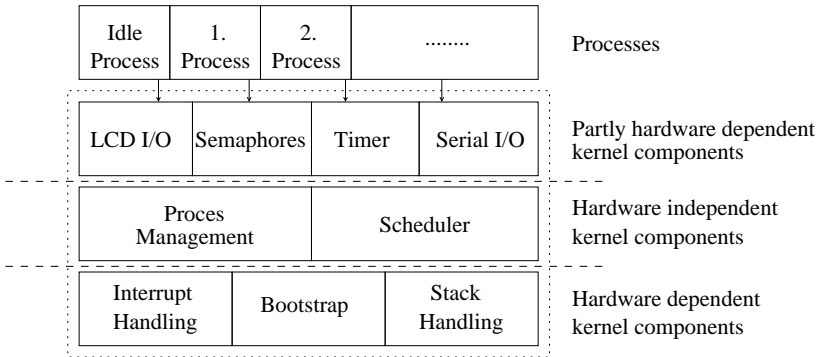 Idle
Process
1.
Process
2.
Process
........
Processes
LCD I/O
Semaphores
Timer
Serial I/O
Partly hardware dependent
kernel components
Proces
Management
Scheduler
Hardware independent
kernel components
Interrupt
Handling
Bootstrap
Stack
Handling
Hardware dependent
kernel components